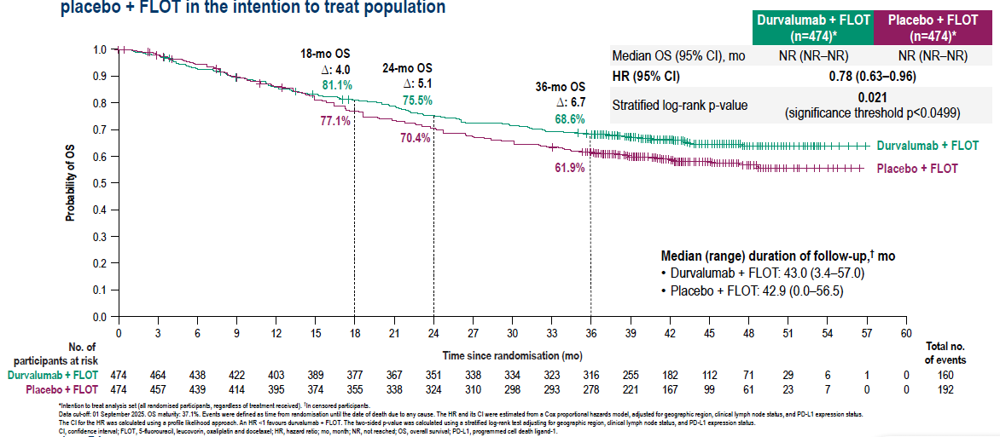 placebo + FLOT in the intention to treat population
Durvalumab + FLOT (n=474)* Placebo + FLOT (n=474)*
Median OS (95% CI), mo NR (NR–NR) NR (NR–NR)
HR (95% CI) 0.78 (0.63–0.96)
Stratified log-rank p-value 0.021
(significance threshold p<0.0499)
18-mo OS
Δ: 4.0
81.1%
77.1%
24-mo OS
Δ: 5.1
75.5%
70.4%
36-mo OS
Δ: 6.7
68.6%
61.9%
Durvalumab + FLOT
Placebo + FLOT
Probability of OS
1.0
0.9
0.8
0.7
0.6
0.5
0.4
0.3
0.2
0.1
0.0
Median (range) duration of follow-up,† mo
• Durvalumab + FLOT: 43.0 (3.4–57.0)
• Placebo + FLOT: 42.9 (0.0–56.5)
0 3 6 9 12 15 18 21 24 27 30 33 36 39 42 45 48 51 54 57 60
Time since randomisation (mo)
No. of
participants at risk
Total no.
of events
Durvalumab + FLOT 474 464 438 422 403 389 377 367 351 338 334 323 316 255 182 112 71 29 6 1 0 160
Placebo + FLOT 474 457 439 414 395 374 355 338 324 310 298 293 278 221 167 99 61 23 7 0 0 192
*Intention to treat analysis set (all randomised participants, regardless of treatment received). †In censored participants.
Data cut-off: 01 September 2025. OS maturity: 37.1%. Events were defined as time from randomisation until the date of death due to any cause. The HR and its CI were estimated from a Cox proportional hazards model, adjusted for geographic region, clinical lymph node status, and PD-L1 expression status.
The CI for the HR was calculated using a profile likelihood approach. An HR <1 favours durvalumab + FLOT. The two-sided p-value was calculated using a stratified log-rank test adjusting for geographic region, clinical lymph node status, and PD-L1 expression status.
CI, confidence interval; FLOT, 5-fluorouracil, leucovorin, oxaliplatin and docetaxel; HR, hazard ratio; mo, month; NR, not reached; OS, overall survival; PD-L1, programmed cell death ligand-1.